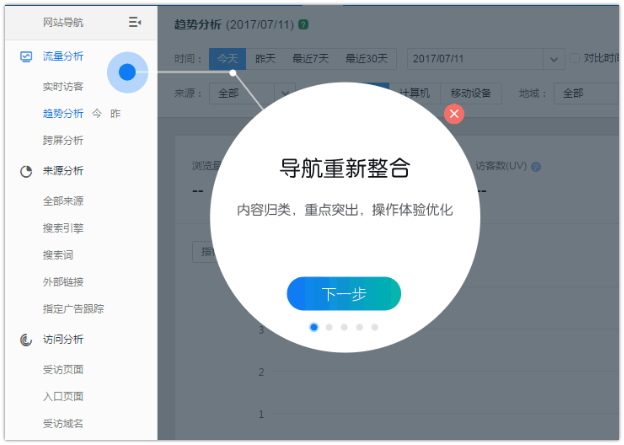 网站导航
流量分析
实时访客
趋势分析 今 昨
跨屏分析
来源分析
全部来源
搜索引擎
搜索词
外部链接
指定广告跟踪
访问分析
受访页面
入口页面
受访域名
趋势分析 (2017/07/11) ?
时间： 今天 昨天 最近7天 最近30天 2017/07/11 对比时
来源： 全部 计算机 移动设备 地域： 全部
浏览量 访客数(UV) ?
-- --
导航重新整合
内容归类，重点突出，操作体验优化
下一步
3
2
1